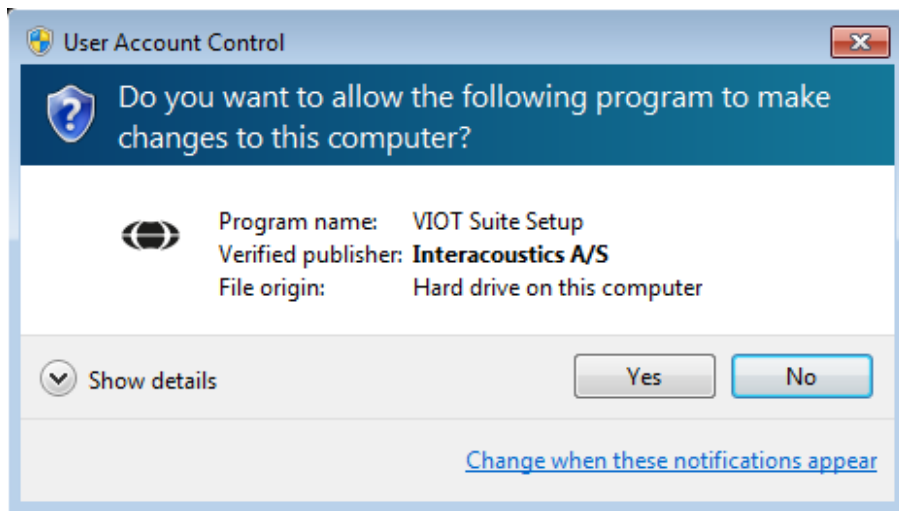 User Account Control
Do you want to allow the following program to make
changes to this computer?
Program name: VIOT Suite Setup
Verified publisher: Interacoustics A/S
File origin: Hard drive on this computer
Show details
Yes
No
Change when these notifications appear